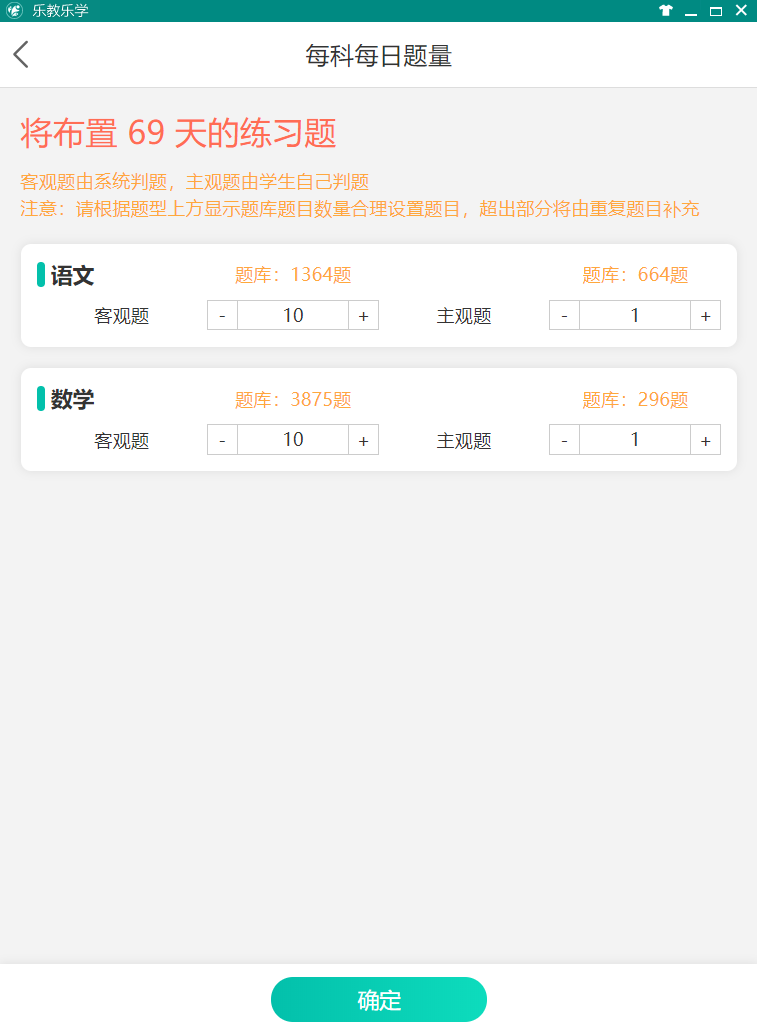 乐教乐学
每科每日题量
将布置 69 天的练习题
客观题由系统判题，主观题由学生自己判题
注意：请根据题型上方显示题库题目数量合理设置题目，超出部分将由重复题目补充
语文 题库：1364题 题库：664题
客观题 - 10 + 主观题 - 1 +
数学 题库：3875题 题库：296题
客观题 - 10 + 主观题 - 1 +
确定